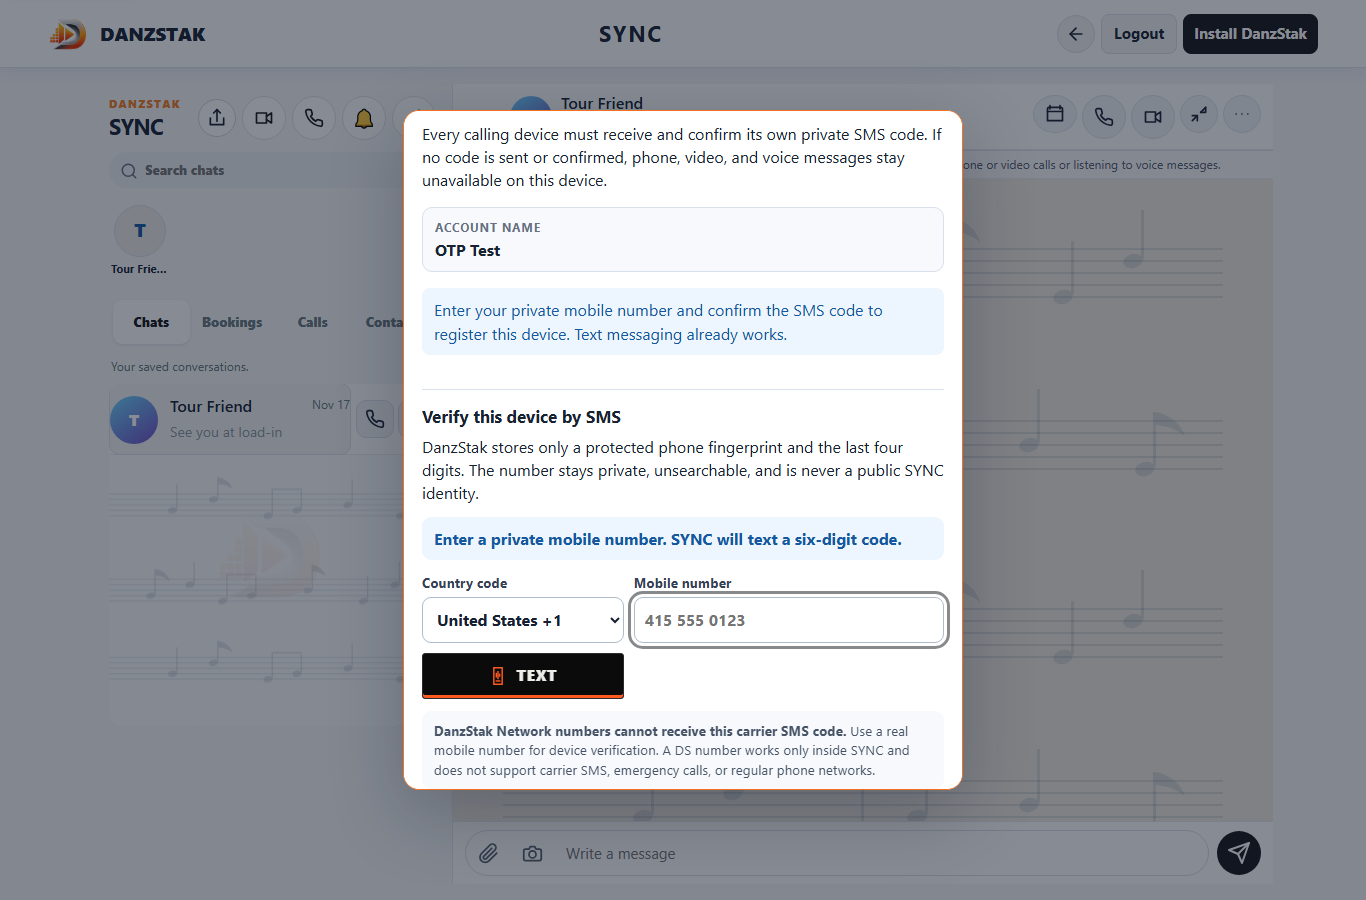 DANZSTAK
SYNC
Logout
Install DanzStak
DANZSTAK
SYNC
Search chats
T
Tour Frie...
Chats
Bookings
Calls
Your saved conversations.
T
Tour Friend
Nov 17
See you at load-in
Tour Friend
or video calls or listening to voice messages.
Every calling device must receive and confirm its own private SMS code. If
no code is sent or confirmed, phone, video, and voice messages stay
unavailable on this device.
ACCOUNT NAME
OTP Test
Enter your private mobile number and confirm the SMS code to
register this device. Text messaging already works.
Verify this device by SMS
DanzStak stores only a protected phone fingerprint and the last four
digits. The number stays private, unsearchable, and is never a public SYNC
identity.
Enter a private mobile number. SYNC will text a six-digit code.
Country code
Mobile number
United States +1
415 555 0123
TEXT
DanzStak Network numbers cannot receive this carrier SMS code. Use a real
mobile number for device verification. A DS number works only inside SYNC and
does not support carrier SMS, emergency calls, or regular phone networks.
Write a message